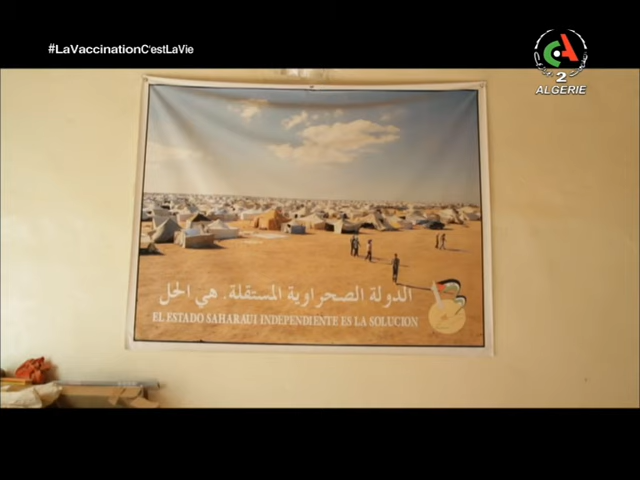 #LaVaccinationC'estLaVie
2
ALGERIE
الدولة الصحراوية المستقلة. هي الحل
EL ESTADO SAHARAUI INDEPENDIENTE ES LA SOLUCION